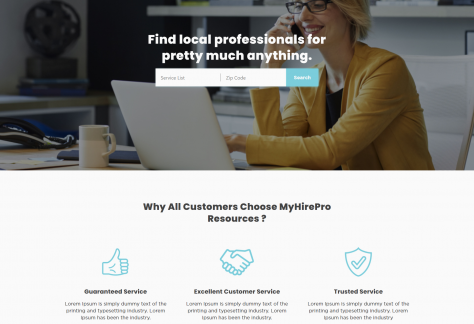 Find local professionals for
pretty much anything.
Service List
Zip Code
Search
Why All Customers Choose MyHirePro
Resources ?
Guaranteed Service
Excellent Customer Service
Trusted Service
Lorem Ipsum is simply dummy text of the
printing and typesetting industry. Lorem
Ipsum has been the industry
Lorem Ipsum is simply dummy text of the
printing and typesetting industry. Lorem
Ipsum has been the industry
Lorem Ipsum is simply dummy text of the
printing and typesetting industry. Lorem
Ipsum has been the industry